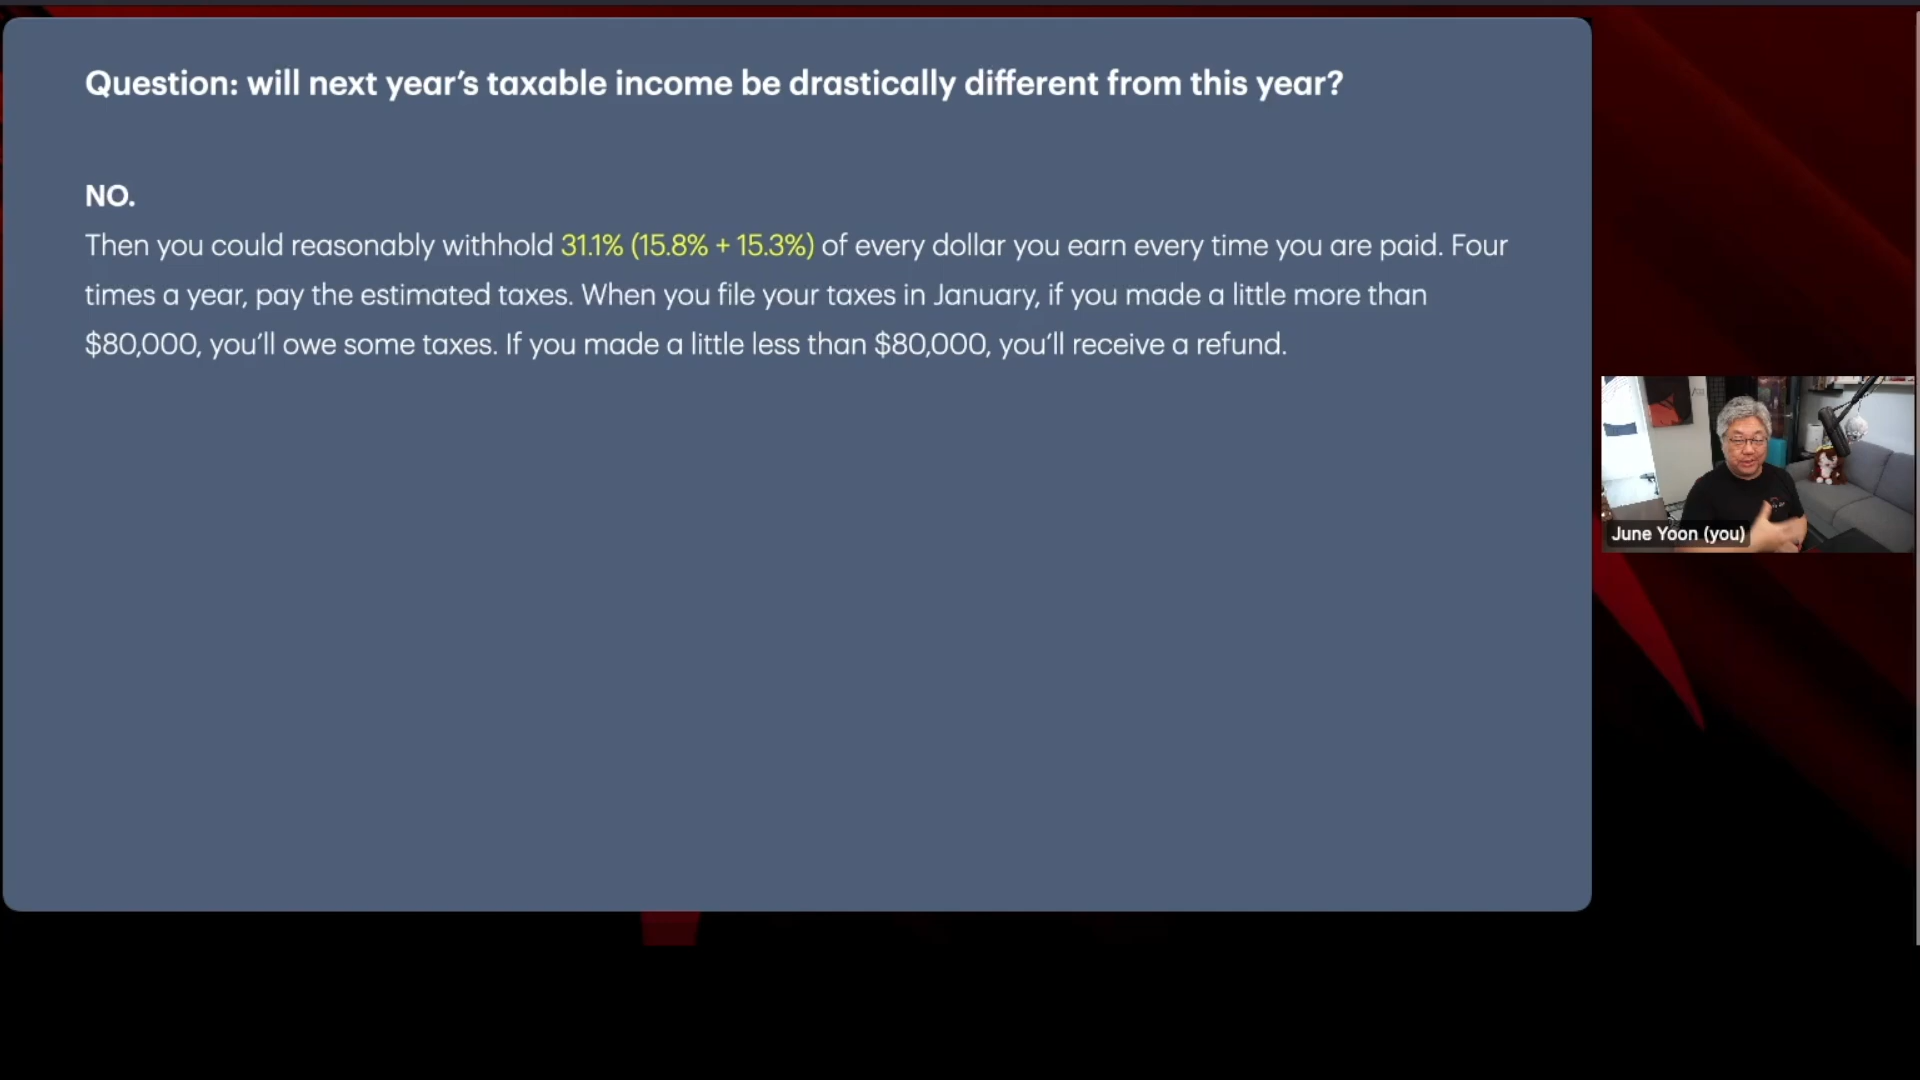 Question: will next year’s taxable income be drastically different from this year?
NO.
Then you could reasonably withhold 31.1% (15.8% + 15.3%) of every dollar you earn every time you are paid. Four
times a year, pay the estimated taxes. When you file your taxes in January, if you made a little more than
$80,000, you’ll owe some taxes. If you made a little less than $80,000, you’ll receive a refund.
June Yoon (you)